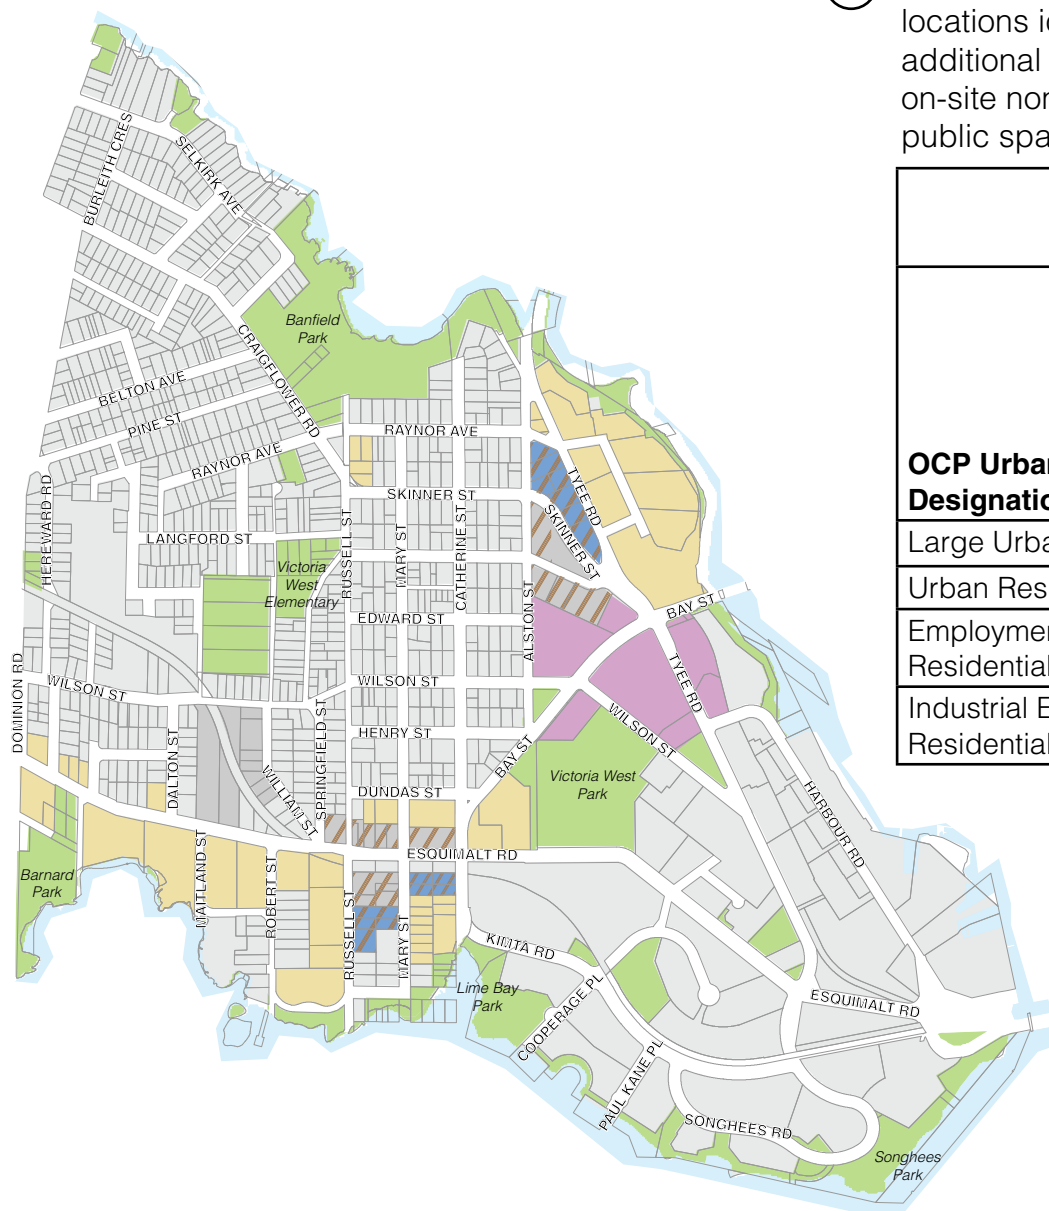 locations i
additional
on-site nor
public spa
OCP Urba
Designatio
Large Urba
Urban Res
Employme
Residential
Industrial E
Residential
BURLEITH CRES
SELKIRK AVE
Banfield
Park
CRAIGFLOWER RD
BELTON AVE
PINE ST
RAYNOR AVE
RAYNOR AVE
SKINNER ST
TYEE RD
SKINNER ST
HEREWARD RD
LANGFORD ST
RUSSELL ST
MARY ST
CATHERINE ST
Victoria
West
Elementary
ALSTON ST
EDWARD ST
BAY ST
DOMINION RD
WILSON ST
WILSON ST
TYEE RD
WILSON ST
HENRY ST
SPRINGFIELD ST
DALTON ST
BAY ST
Victoria West
Park
WILLIAM ST
DUNDAS ST
HARBOUR RD
ESQUIMALT RD
Barnard
Park
MAITLAND ST
ROBERT ST
RUSSELL ST
MARY ST
KIMTA RD
Lime Bay
Park
COOPERAGE PL
ESQUIMALT RD
PAUL KANE PL
SONGHEES RD
Songhees
Park